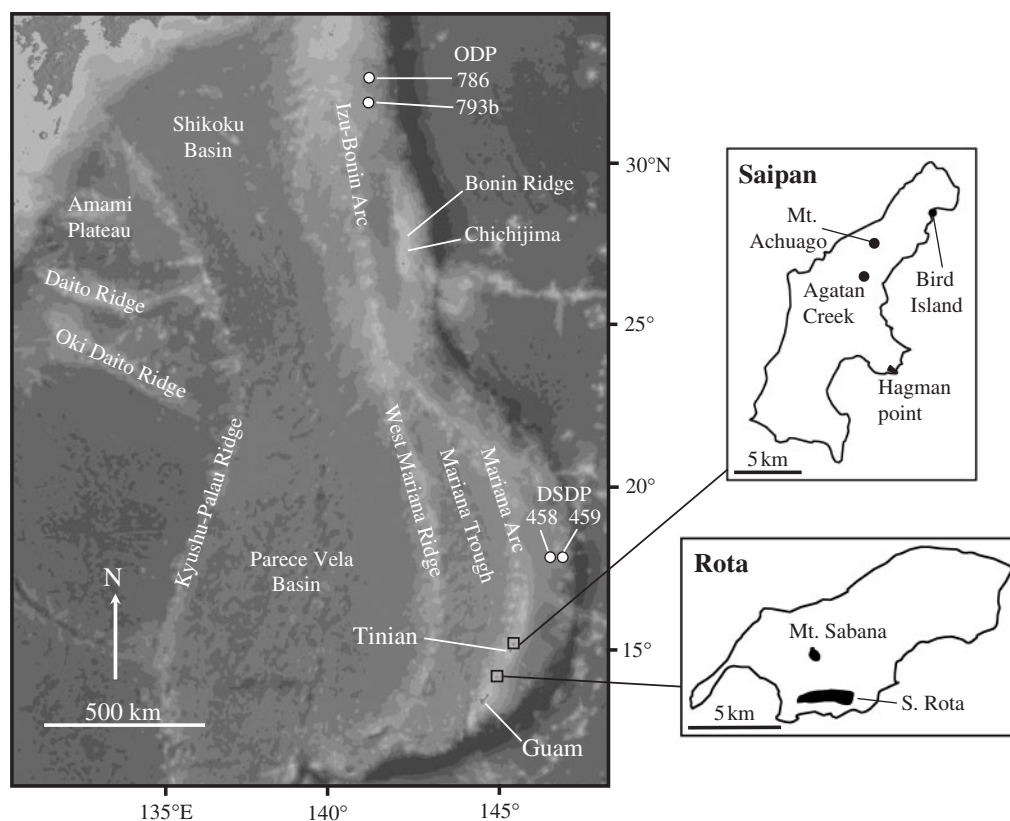 ODP
786
793b
Shikoku
Basin
Izu-Bonin Arc
30°N
Bonin Ridge
Amami
Plateau
Chichijima
Daito Ridge
25°
Oki Daito Ridge
West Mariana Ridge
Mariana Trough
Mariana Arc
Kyushu-Palau Ridge
20°
DSDP
458 459
Parece Vela
Basin
N
Tinian
15°
500 km
Guam
135°E
140°
145°
Saipan
Mt.
Achuago
Bird
Island
Agatan
Creek
Hagman
point
5 km
Rota
Mt. Sabana
S. Rota
5 km